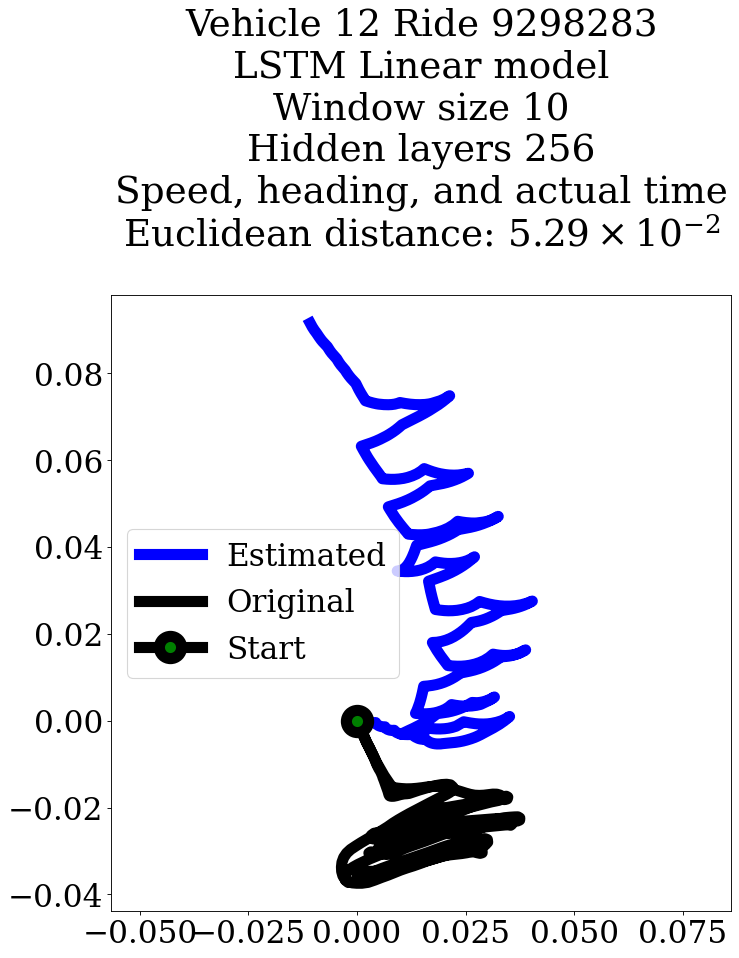 Vehicle 12 Ride 9298283
LSTM Linear model
Window size 10
Hidden layers 256
Speed, heading, and actual time
Euclidean distance: 5.29 × 10⁻²
0.08
0.06
0.04
0.02
0.00
−0.02
−0.04
Estimated
Original
Start
−0.050 −0.025 0.000 0.025 0.050 0.075